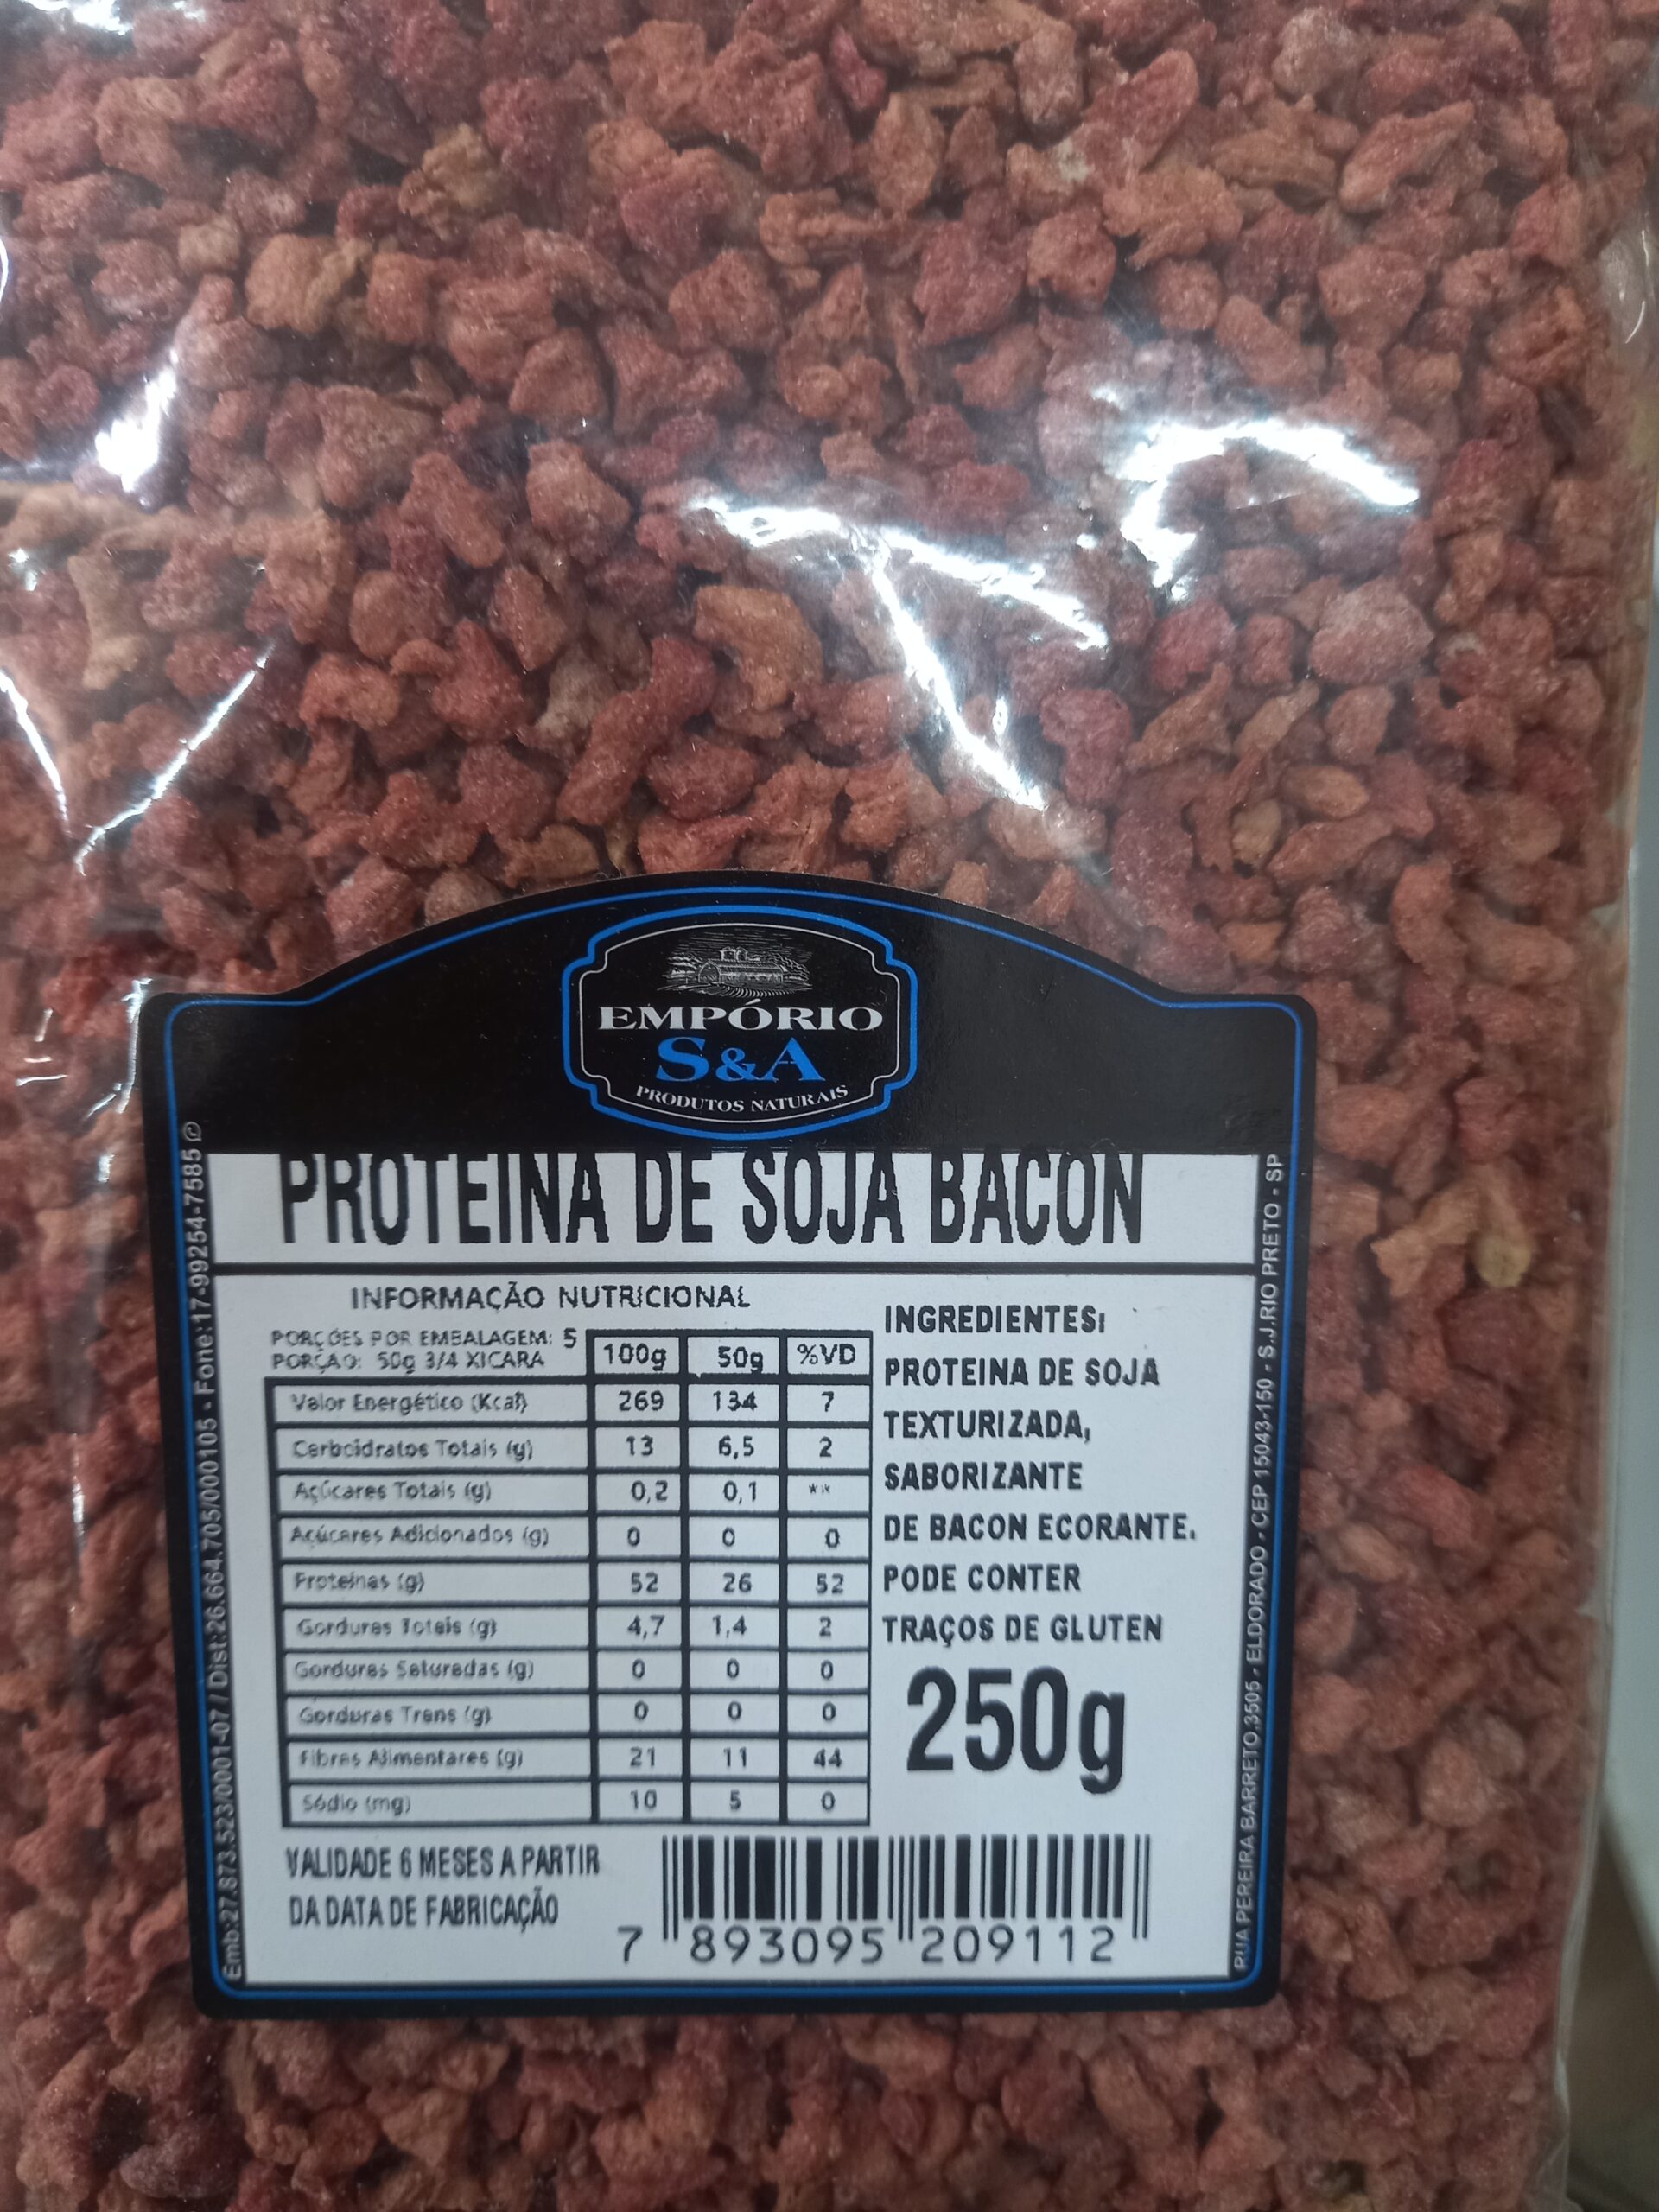 EMPÓRIO
S&A
PRODUTOS NATURAIS
PROTEINA DE SOJA BACON
INFORMAÇÃO NUTRICIONAL
PORÇÕES POR EMBALAGEM: 5
PORÇÃO: 50g 3/4 XICARA
100g 50g %VD
Valor Energético (Kcal) 269 134 7
Carboidratos Totais (g) 13 6,5 2
Açúcares Totais (g) 0,2 0,1 **
Açúcares Adicionados (g) 0 0 0
Proteínas (g) 52 26 52
Gorduras Totais (g) 4,7 1,4 2
Gorduras Saturadas (g) 0 0 0
Gorduras Trans (g) 0 0 0
Fibras Alimentares (g) 21 11 44
Sódio (mg) 10 5 0
INGREDIENTES:
PROTEINA DE SOJA
TEXTURIZADA,
SABORIZANTE
DE BACON ECORANTE.
PODE CONTER
TRAÇOS DE GLUTEN
250g
VALIDADE 6 MESES A PARTIR
DA DATA DE FABRICAÇÃO
7 893095 209112
Emb:27.873.523/0001-07 / Dist:26.664.705/000105 - Fone:17-99254-7585
RUA PEREIRA BARRETO,3505 - ELDORADO - CEP 15043-150 - S.J.RIO PRETO - SP